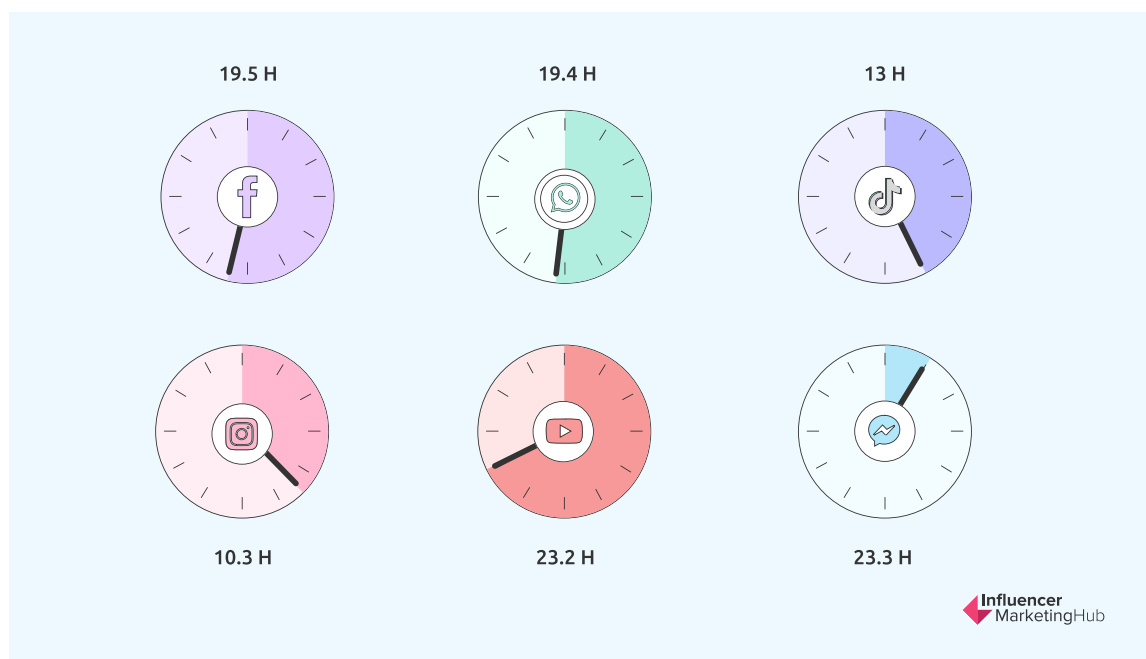 19.5 H
19.4 H
13 H
10.3 H
23.2 H
23.3 H
Influencer
MarketingHub